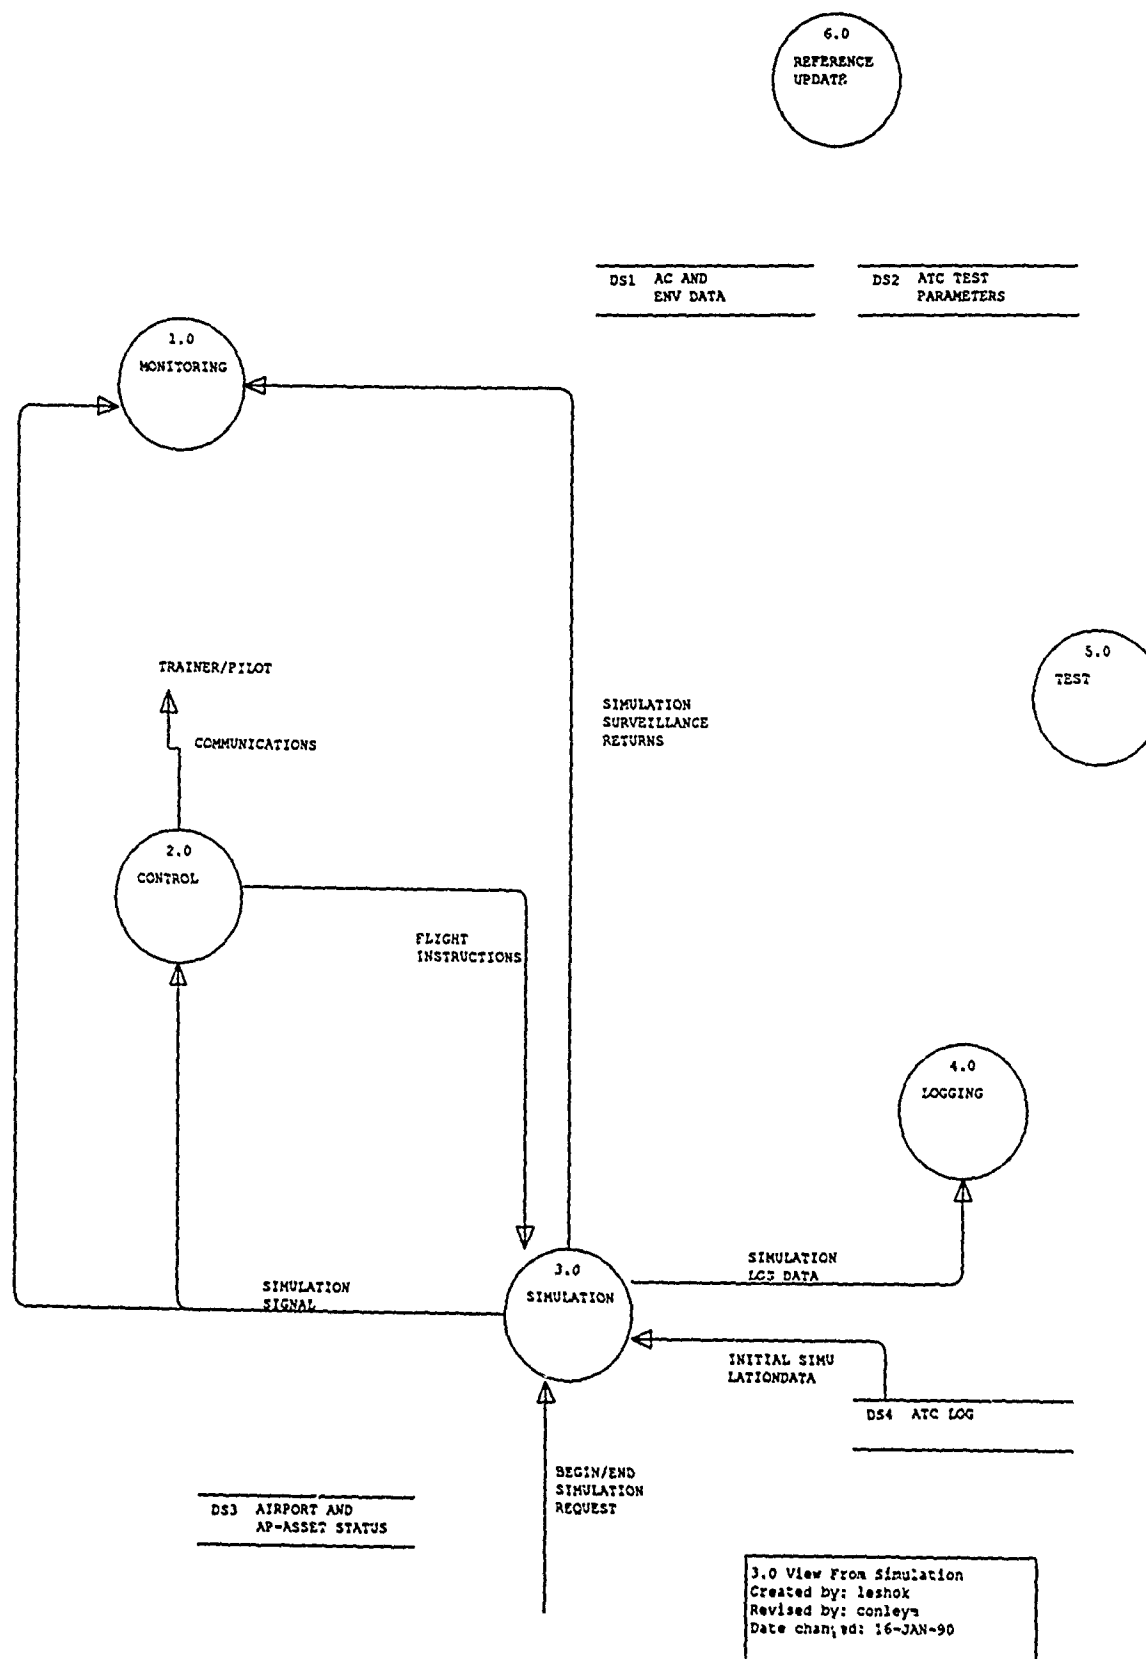 6.0
REFERENCE
UPDATE
DS1 AC AND
ENV DATA
DS2 ATC TEST
PARAMETERS
1.0
MONITORING
5.0
TEST
TRAINER/PILOT
SIMULATION
SURVEILLANCE
RETURNS
COMMUNICATIONS
2.0
CONTROL
FLIGHT
INSTRUCTIONS
4.0
LOGGING
SIMULATION
LOG DATA
3.0
SIMULATION
SIMULATION
SIGNAL
INITIAL SIMU
LATIONDATA
DS4 ATC LOG
BEGIN/END
SIMULATION
REQUEST
DS3 AIRPORT AND
AP-ASSET STATUS
3.0 View From Simulation
Created by: leshok
Revised by: conleym
Date changed: 16-JAN-90